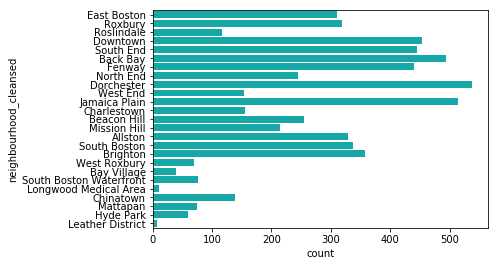 East Boston
Roxbury
Roslindale
Downtown
South End
Back Bay
Fenway
North End
Dorchester
West End
Jamaica Plain
Charlestown
Beacon Hill
Mission Hill
Allston
South Boston
Brighton
West Roxbury
Bay Village
South Boston Waterfront
Longwood Medical Area
Chinatown
Mattapan
Hyde Park
Leather District
neighbourhood_cleansed
0 100 200 300 400 500
count